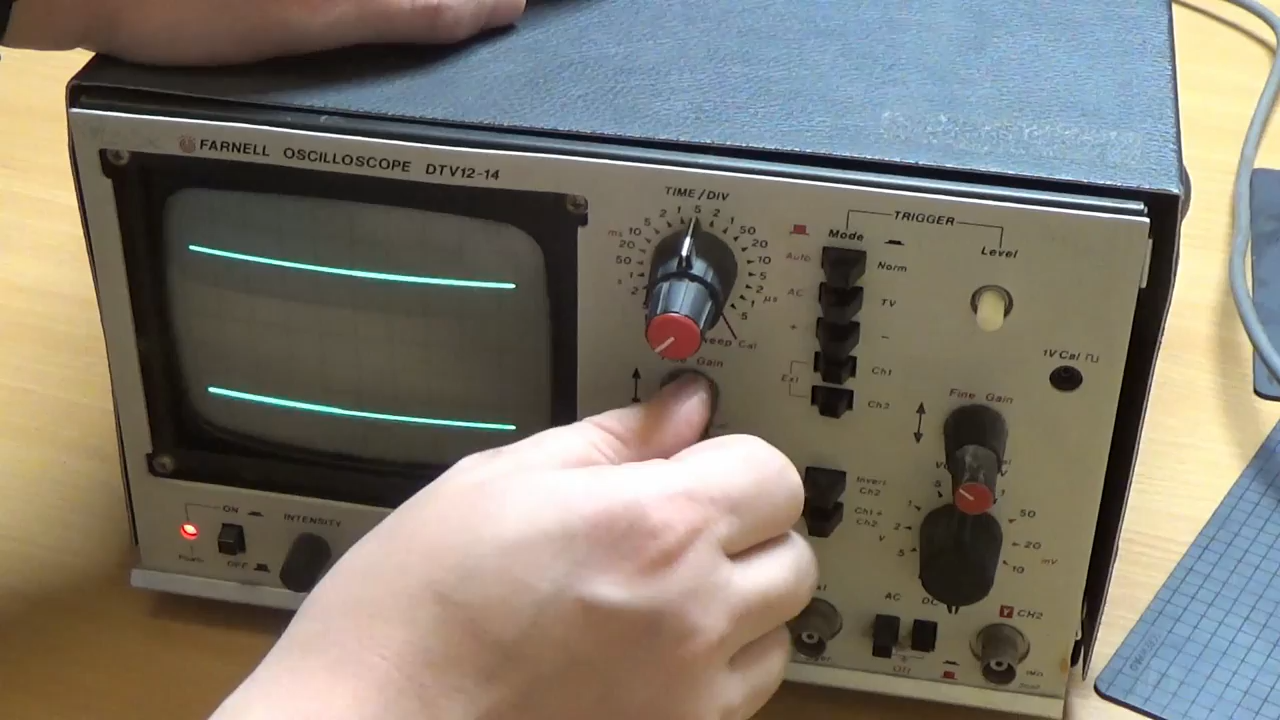 FARNELL OSCILLOSCOPE DTV12-14
TIME/DIV
ms 10 5 2 1 5 2 1 50
20 20
50 10
1 5
s 2 2
1 µs
5
Sweep Cal
TRIGGER
Mode
Level
Auto Norm
AC TV
+ −
Ext Ch1
Ch2
1V Cal
Fine Gain
Fine Gain
Invert
Ch2
Ch1 +
Ch2
5 1
1 50
V 2 20 mV
5 10
ON
INTENSITY
Power
OFF
AC DC
Y CH2